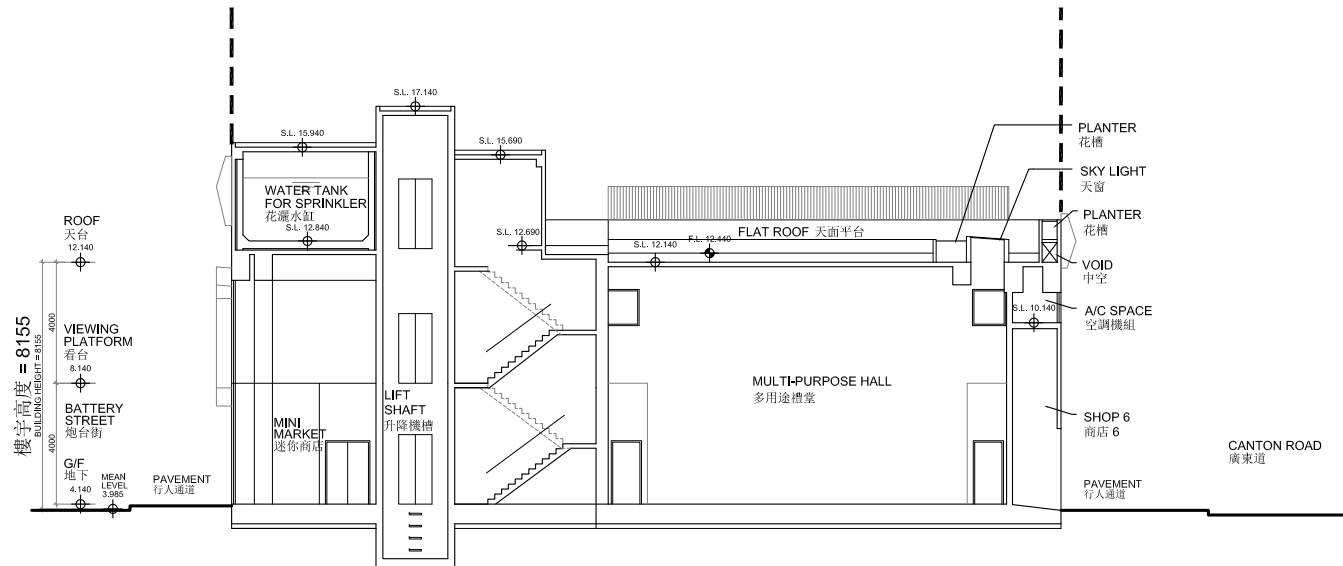 S.L. 17.140
S.L. 15.940
S.L. 15.690
PLANTER
花槽
SKY LIGHT
天窗
WATER TANK
FOR SPRINKLER
花灑水缸
S.L. 12.840
PLANTER
花槽
ROOF
天台
12.140
S.L. 12.690
FLAT ROOF 天面平台
S.L. 12.140
F.L. 12.440
VOID
中空
A/C SPACE
空調機組
S.L. 10.140
樓宇高度 = 8155
BUILDING HEIGHT = 8155
4000
4000
VIEWING
PLATFORM
看台
8.140
BATTERY
STREET
炮台街
MINI
MARKET
迷你商店
LIFT
SHAFT
升降機槽
MULTI-PURPOSE HALL
多用途禮堂
SHOP 6
商店 6
CANTON ROAD
廣東道
G/F
地下
4.140
MEAN
LEVEL
3.985
PAVEMENT
行人通道
PAVEMENT
行人通道